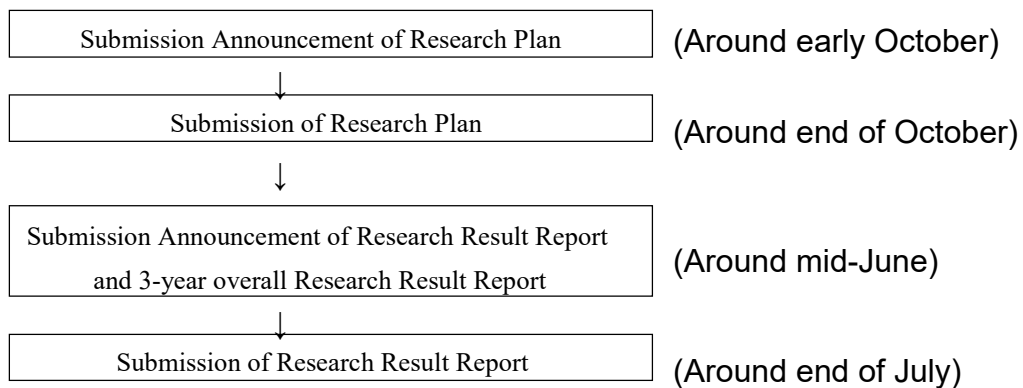 Submission Announcement of Research Plan (Around early October)
↓
Submission of Research Plan (Around end of October)
↓
Submission Announcement of Research Result Report
and 3-year overall Research Result Report
(Around mid-June)
↓
Submission of Research Result Report (Around end of July)